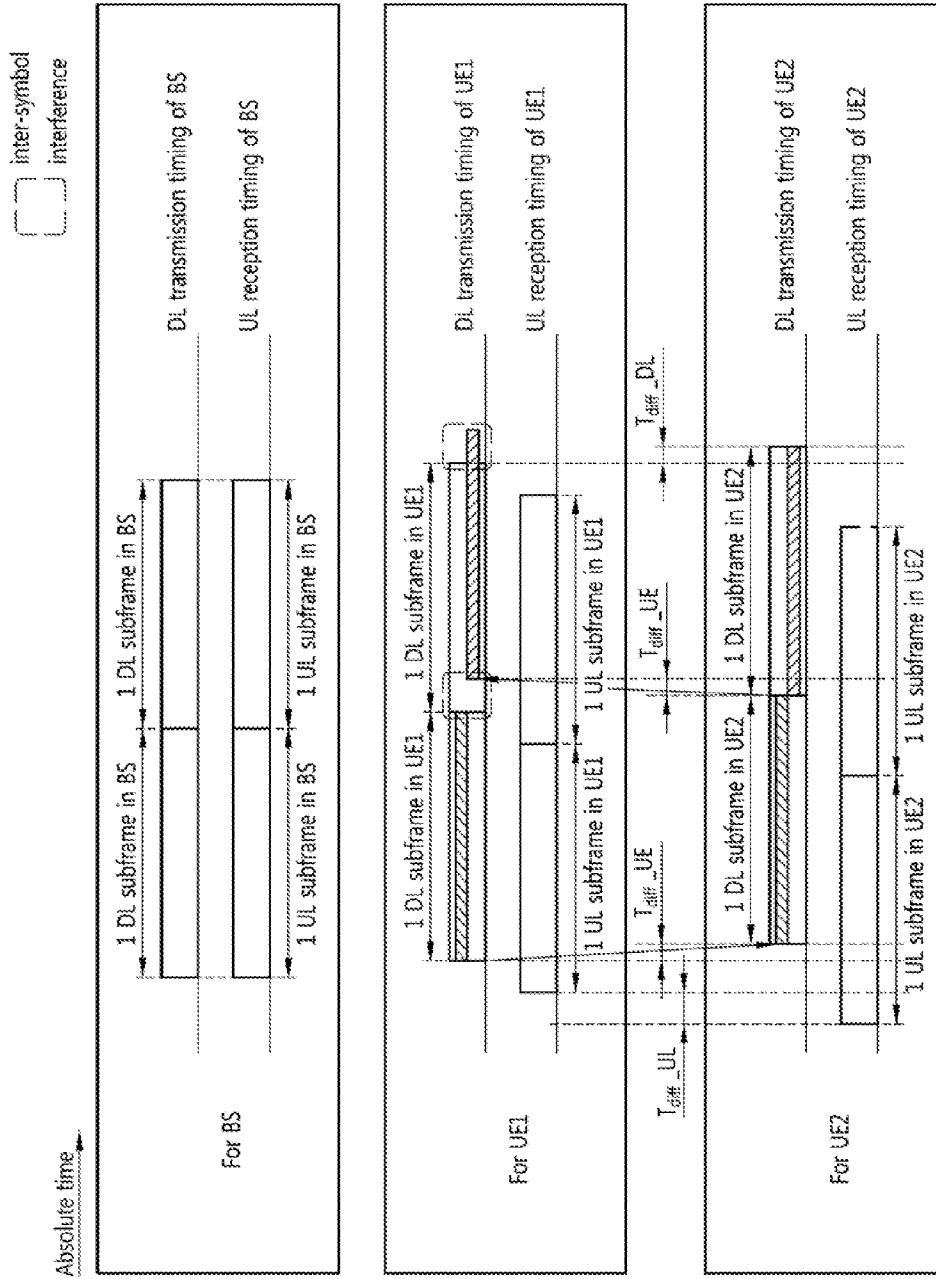 Absolute time
inter-symbol
interference
For BS
1 DL subframe in BS
1 DL subframe in BS
DL transmission timing of BS
UL reception timing of BS
1 UL subframe in BS
1 UL subframe in BS
For UE1
1 DL subframe in UE1
1 DL subframe in UE1
DL transmission timing of UE1
UL reception timing of UE1
1 UL subframe in UE1
1 UL subframe in UE1
Tdiff_UL
Tdiff_UE
Tdiff_UE
Tdiff_DL
For UE2
1 DL subframe in UE2
1 DL subframe in UE2
DL transmission timing of UE2
UL reception timing of UE2
1 UL subframe in UE2
1 UL subframe in UE2